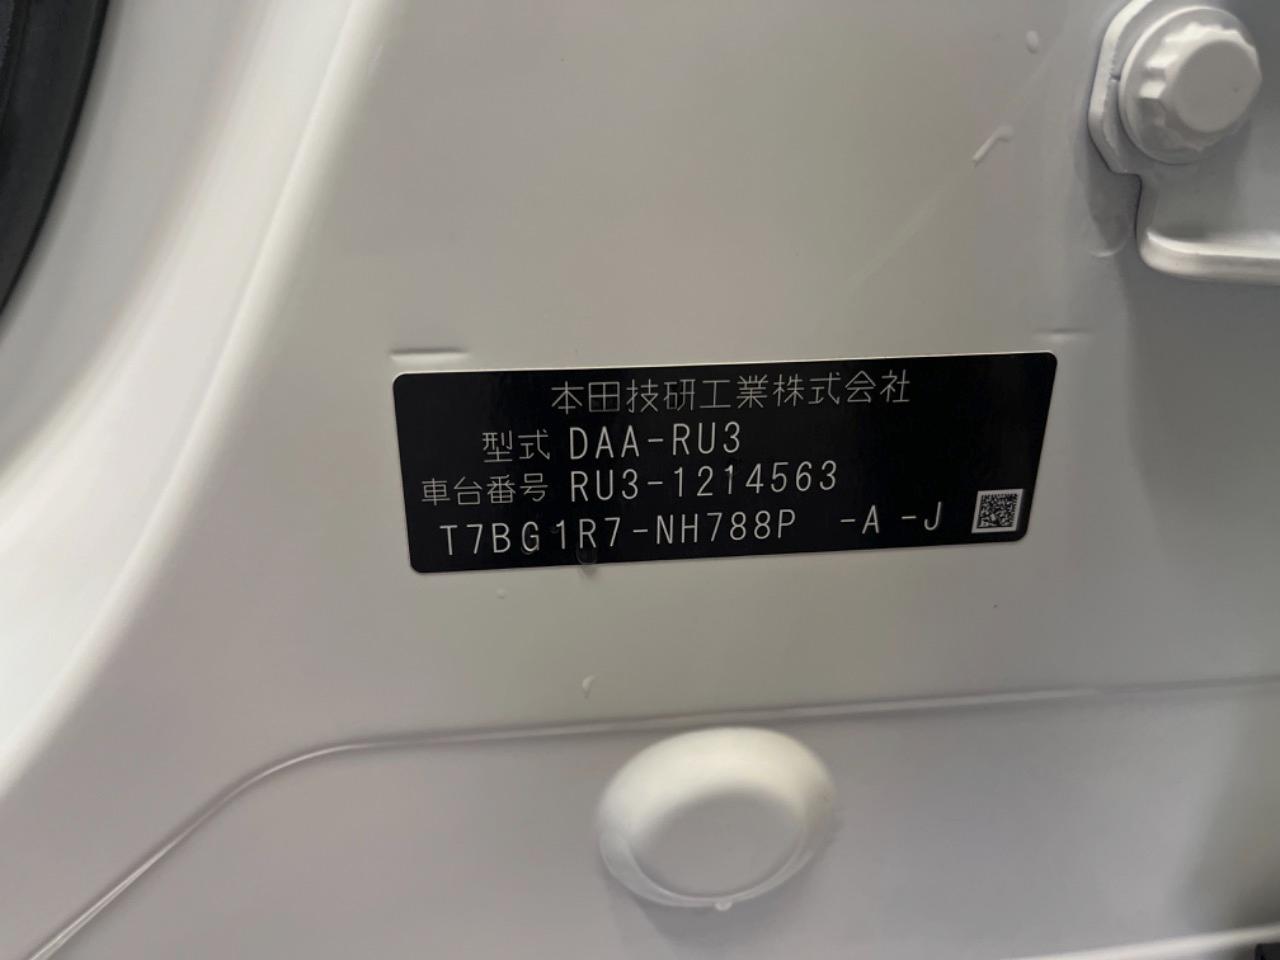 本田技研工業株式会社
型式 DAA-RU3
車台番号 RU3-1214563
T7BG1R7-NH788P -A -J